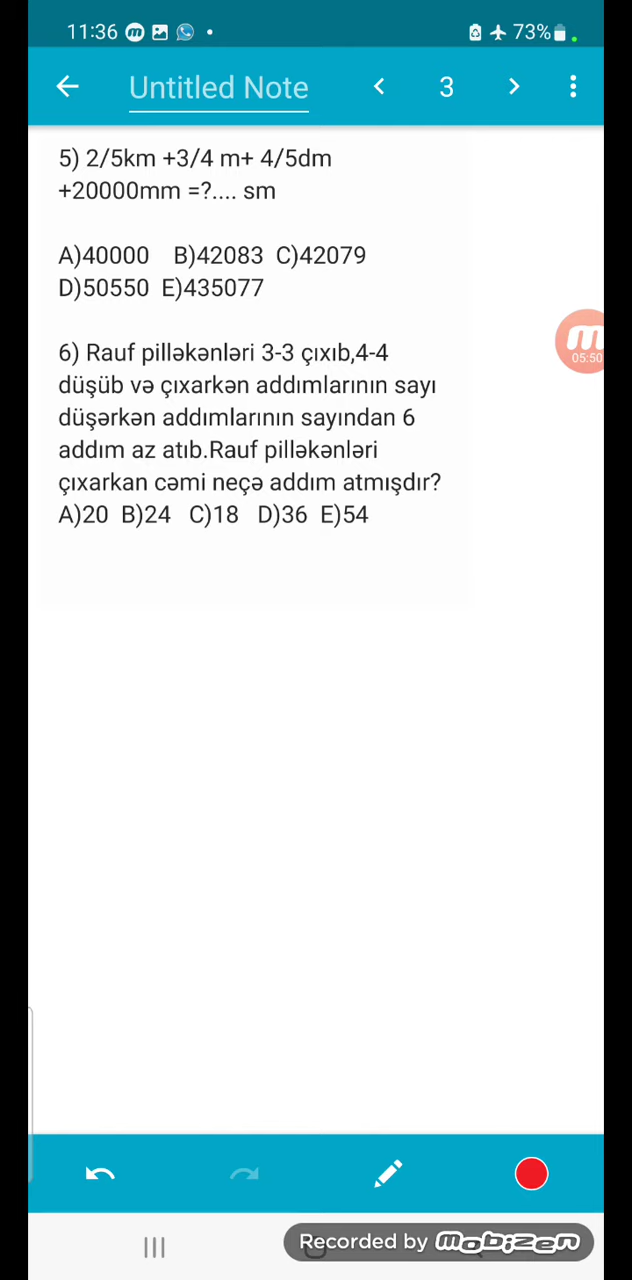 11:36 73%
Untitled Note < 3 >
5) 2/5km +3/4 m+ 4/5dm
+20000mm =?.... sm
A)40000 B)42083 C)42079
D)50550 E)435077
05:50
6) Rauf pilləkənləri 3-3 çıxıb,4-4
düşüb və çıxarkən addımlarının sayı
düşərkən addımlarının sayından 6
addım az atıb.Rauf pilləkənləri
çıxarkan cəmi neçə addım atmışdır?
A)20 B)24 C)18 D)36 E)54
Recorded by mobizen